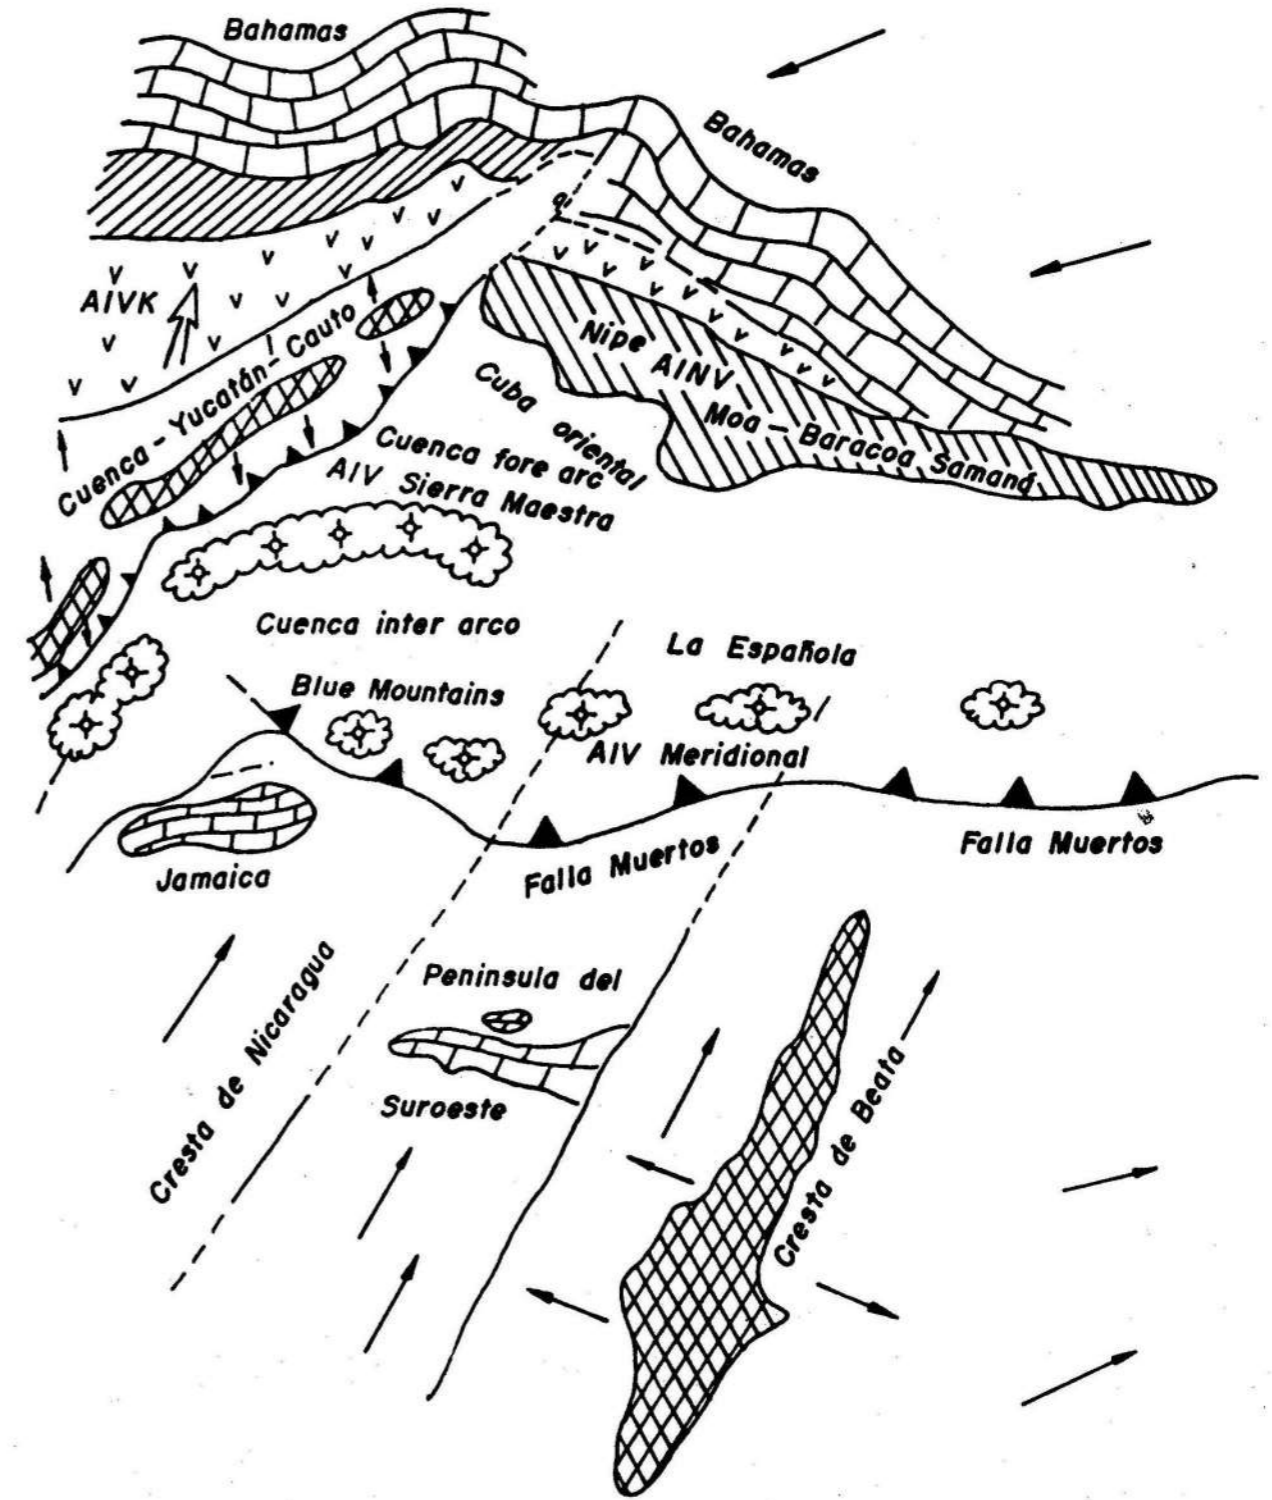 Bahamas
Bahamas
AIVK
Cuenca-Yucatán-Cauto
Nipe AINV
Moa-Baracoa Samaná
Cuba oriental
Cuenca fore arc
AIV Sierra Maestra
Cuenca inter arco
La Española
Blue Mountains
AIV Meridional
Falla Muertos
Falla Muertos
Jamaica
Cresta de Nicaragua
Peninsula del
Suroeste
Cresta de Beata